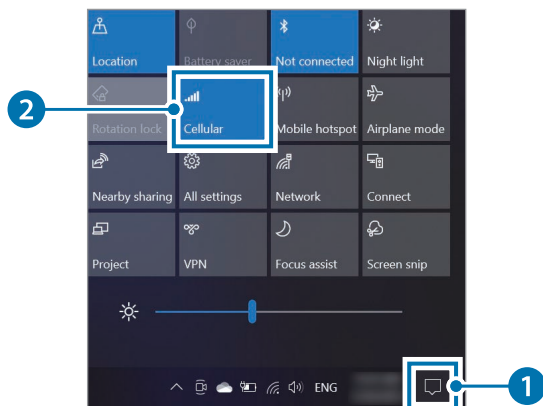 Location Battery saver Not connected Night light
2
Rotation lock Cellular Mobile hotspot Airplane mode
Nearby sharing All settings Network Connect
Project VPN Focus assist Screen snip
ENG
1